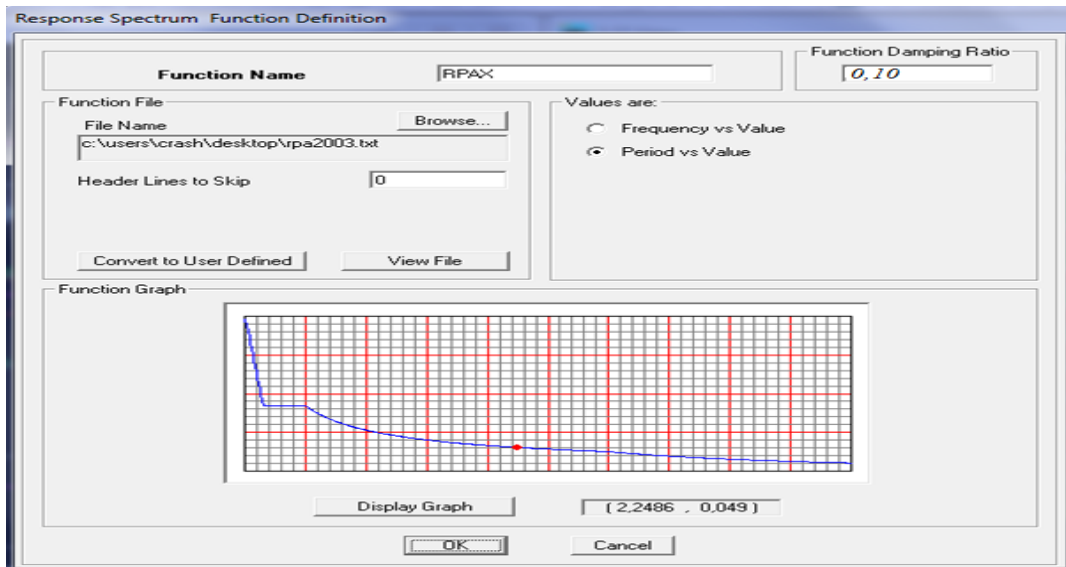 Response Spectrum Function Definition
Function Damping Ratio
Function Name RPAX 0,10
Function File
Values are:
File Name Browse...
Frequency vs Value
c:\users\crash\desktop\rpa2003.txt
Period vs Value
Header Lines to Skip 0
Convert to User Defined View File
Function Graph
Display Graph ( 2,2486 , 0,049 )
OK Cancel